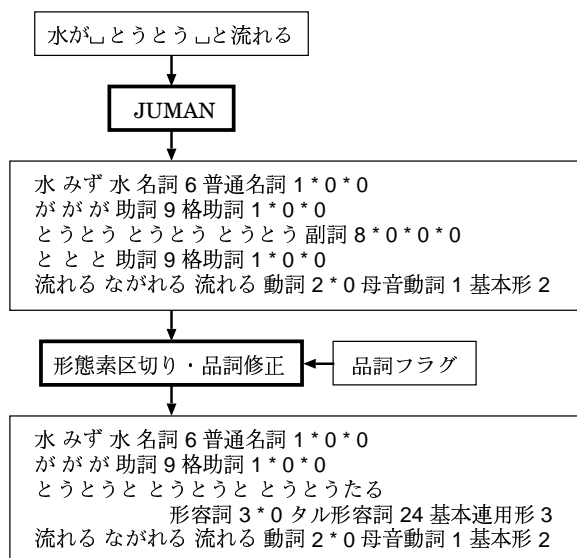 水が␣とうとう␣と流れる
JUMAN
水 みず 水 名詞 6 普通名詞 1 * 0 * 0
が が が 助詞 9 格助詞 1 * 0 * 0
とうとう とうとう とうとう 副詞 8 * 0 * 0 * 0
と と と 助詞 9 格助詞 1 * 0 * 0
流れる ながれる 流れる 動詞 2 * 0 母音動詞 1 基本形 2
形態素区切り・品詞修正
品詞フラグ
水 みず 水 名詞 6 普通名詞 1 * 0 * 0
が が が 助詞 9 格助詞 1 * 0 * 0
とうとうと とうとうと とうとうたる
形容詞 3 * 0 タル形容詞 24 基本連用形 3
流れる ながれる 流れる 動詞 2 * 0 母音動詞 1 基本形 2